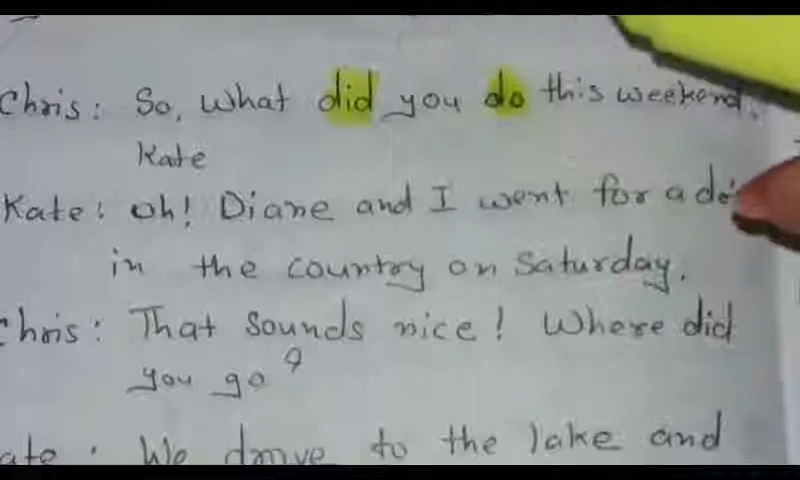 Chris: So, what did you do this weekend,
Kate
Kate: oh! Diane and I went for a
in the country on Saturday.
Chris: That sounds nice! Where did
you go?
We drove to the lake and